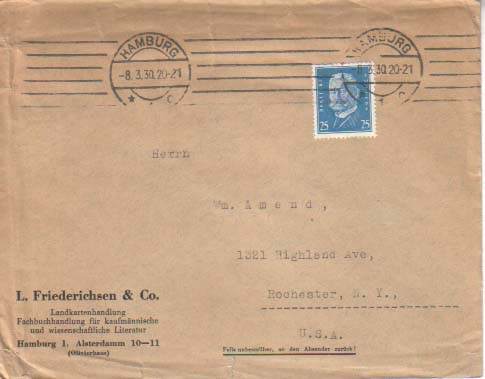 HAMBURG
-8.3.30.20-21
* C
HAMBURG
8.3.30.20-21
* C
25 25
Herrn
Wm. Amend,
1321 Highland Ave,
Rochester, N. Y.,
U.S.A.
L. Friederichsen & Co.
Landkartenhandlung
Fachbuchhandlung für kaufmännische
und wissenschaftliche Literatur
Hamburg 1. Alsterdamm 10—11
(Güterhaus)
Falls unbestellbar, an den Absender zurück!